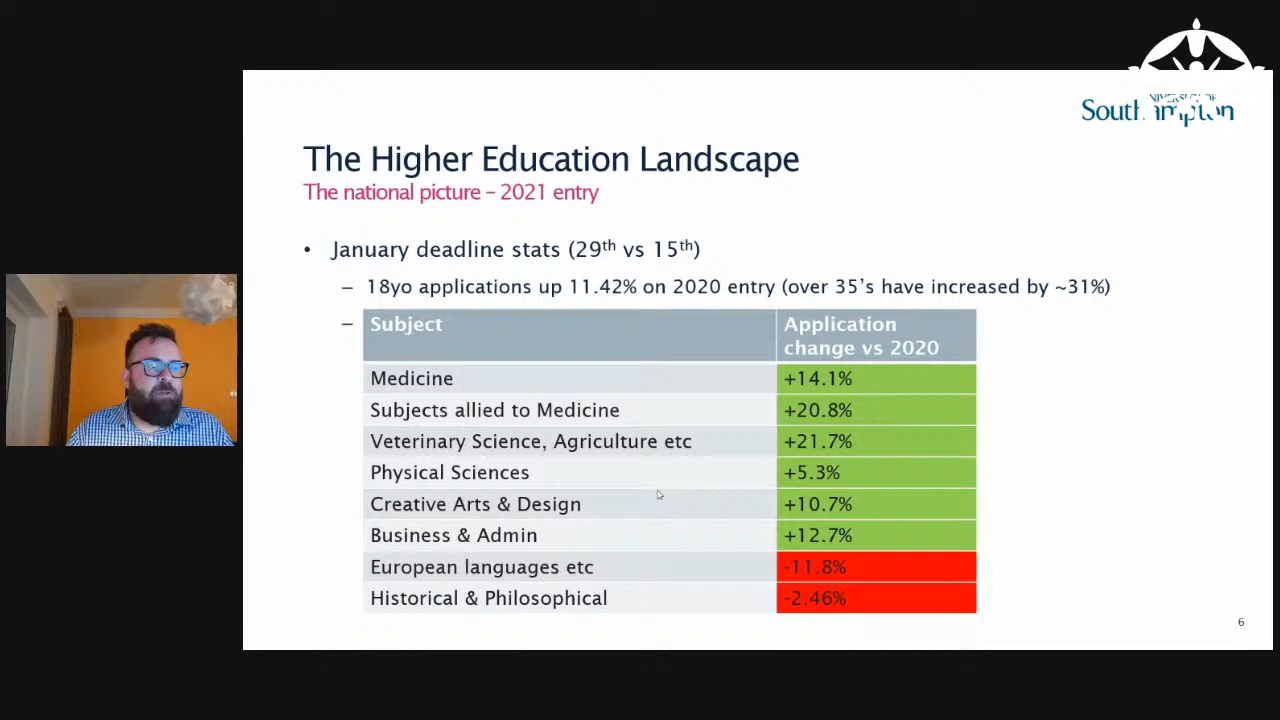 Southampton
The Higher Education Landscape
The national picture – 2021 entry
• January deadline stats (29th vs 15th)
– 18yo applications up 11.42% on 2020 entry (over 35's have increased by ~31%)
–
Subject Application
change vs 2020
Medicine +14.1%
Subjects allied to Medicine +20.8%
Veterinary Science, Agriculture etc +21.7%
Physical Sciences +5.3%
Creative Arts & Design +10.7%
Business & Admin +12.7%
European languages etc -11.8%
Historical & Philosophical -2.46%
6